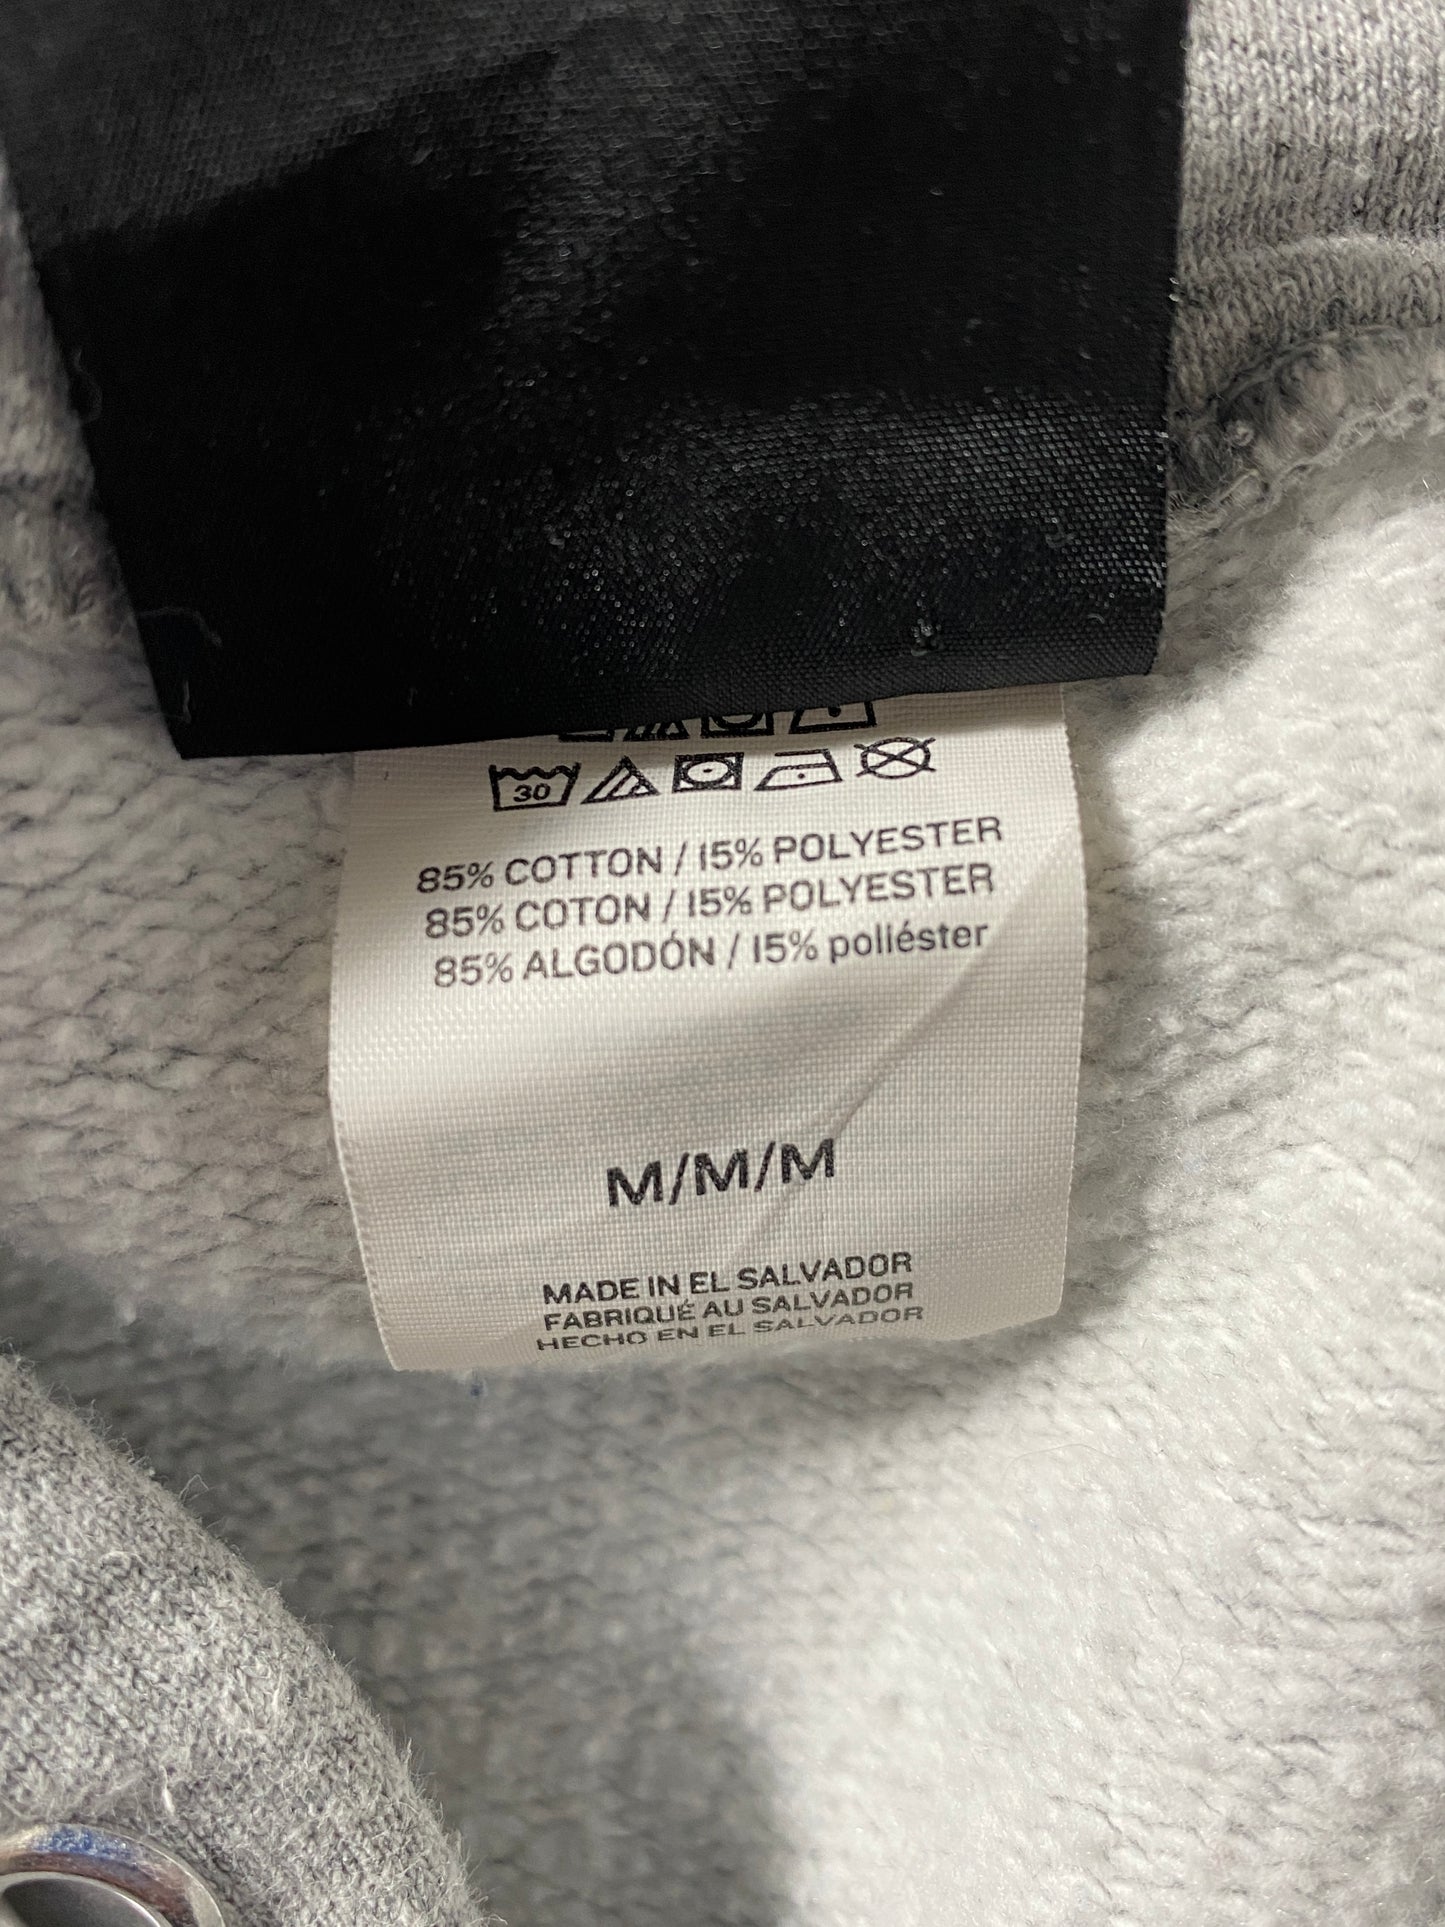 30
85% COTTON / 15% POLYESTER
85% COTON / 15% POLYESTER
85% ALGODÓN / 15% poliéster
M/M/M
MADE IN EL SALVADOR
FABRIQUÉ AU SALVADOR
HECHO EN EL SALVADOR